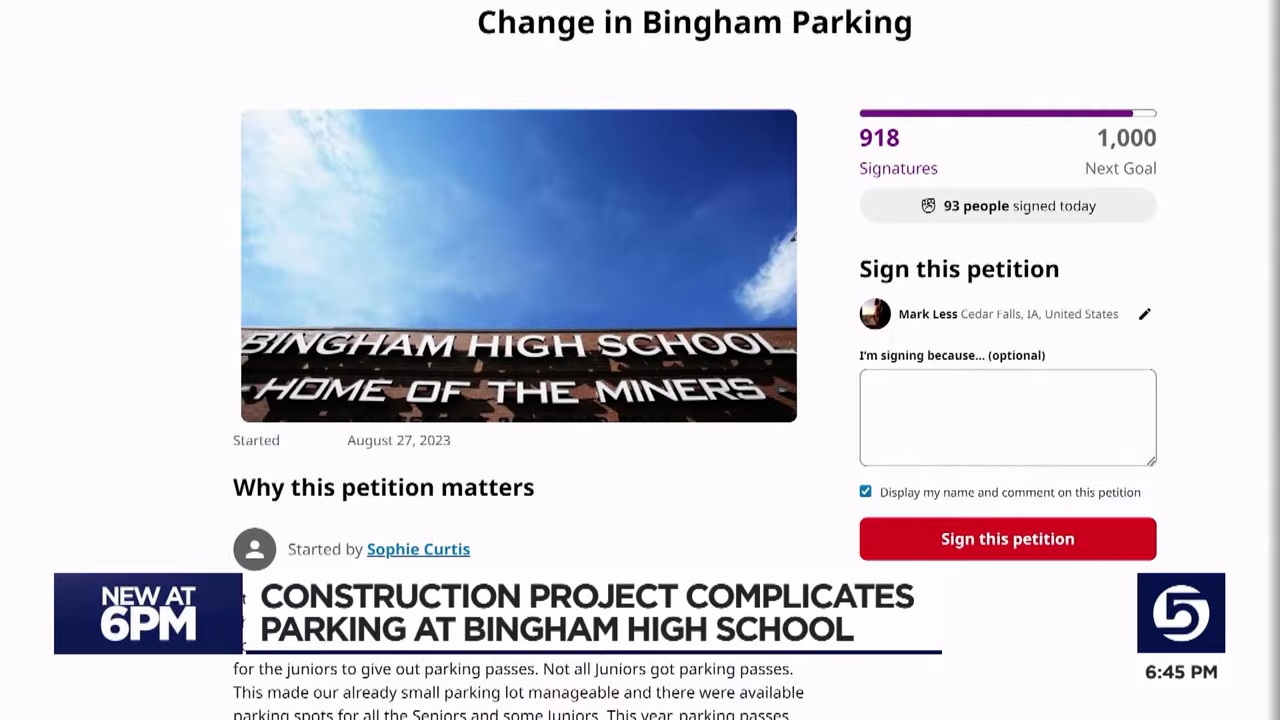 Change in Bingham Parking
BINGHAM HIGH SCHOOL
HOME OF THE MINERS
Started August 27, 2023
Why this petition matters
Started by Sophie Curtis
918 1,000
Signatures Next Goal
93 people signed today
Sign this petition
Mark Less Cedar Falls, IA, United States
I'm signing because... (optional)
Display my name and comment on this petition
Sign this petition
NEW AT
6PM
CONSTRUCTION PROJECT COMPLICATES
PARKING AT BINGHAM HIGH SCHOOL
5
6:45 PM
for the juniors to give out parking passes. Not all Juniors got parking passes.
This made our already small parking lot manageable and there were available
parking spots for all the Seniors and some Juniors. This year, parking passes